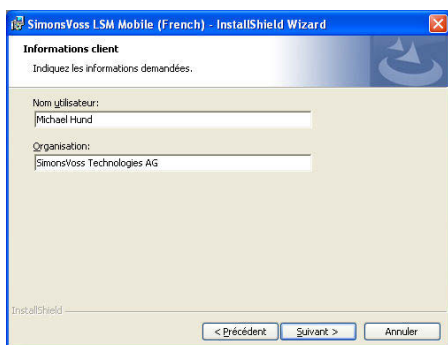 SimonsVoss LSM Mobile (French) - InstallShield Wizard
Informations client
Indiquez les informations demandées.
Nom utilisateur:
Michael Hund
Organisation:
SimonsVoss Technologies AG
InstallShield
< Précédent
Suivant >
Annuler